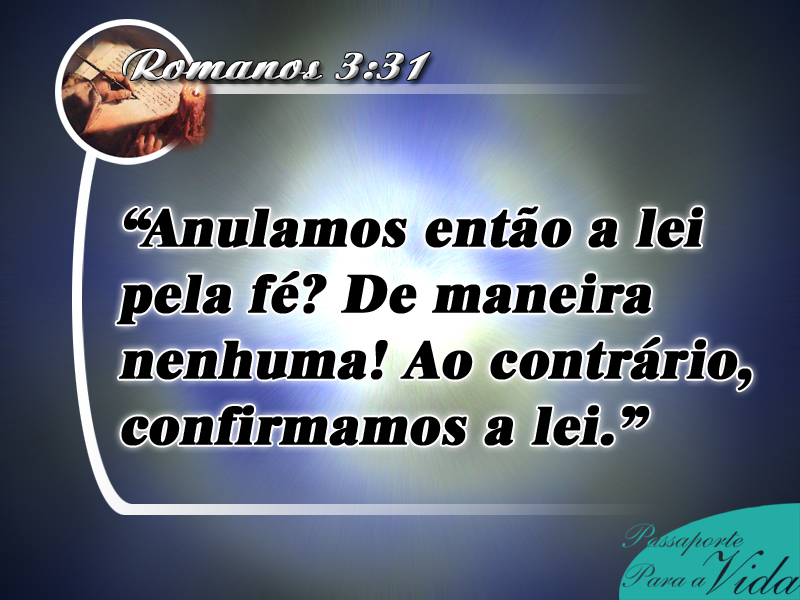 Romanos 3:31
“Anulamos então a lei
pela fé? De maneira
nenhuma! Ao contrário,
confirmamos a lei.”
Passaporte
Para a Vida